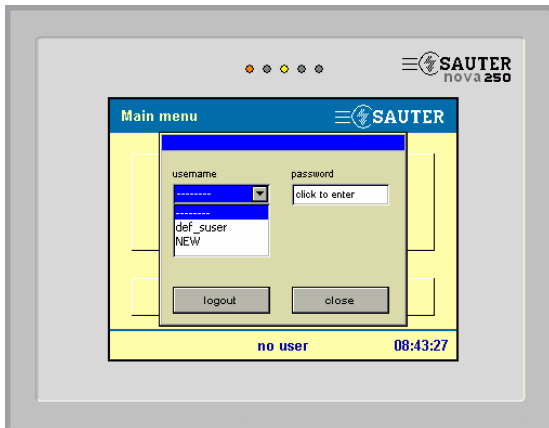 SAUTER
nova 250
Main menu
SAUTER
username
password
--------
click to enter
--------
def_suser
NEW
logout
close
no user
08:43:27